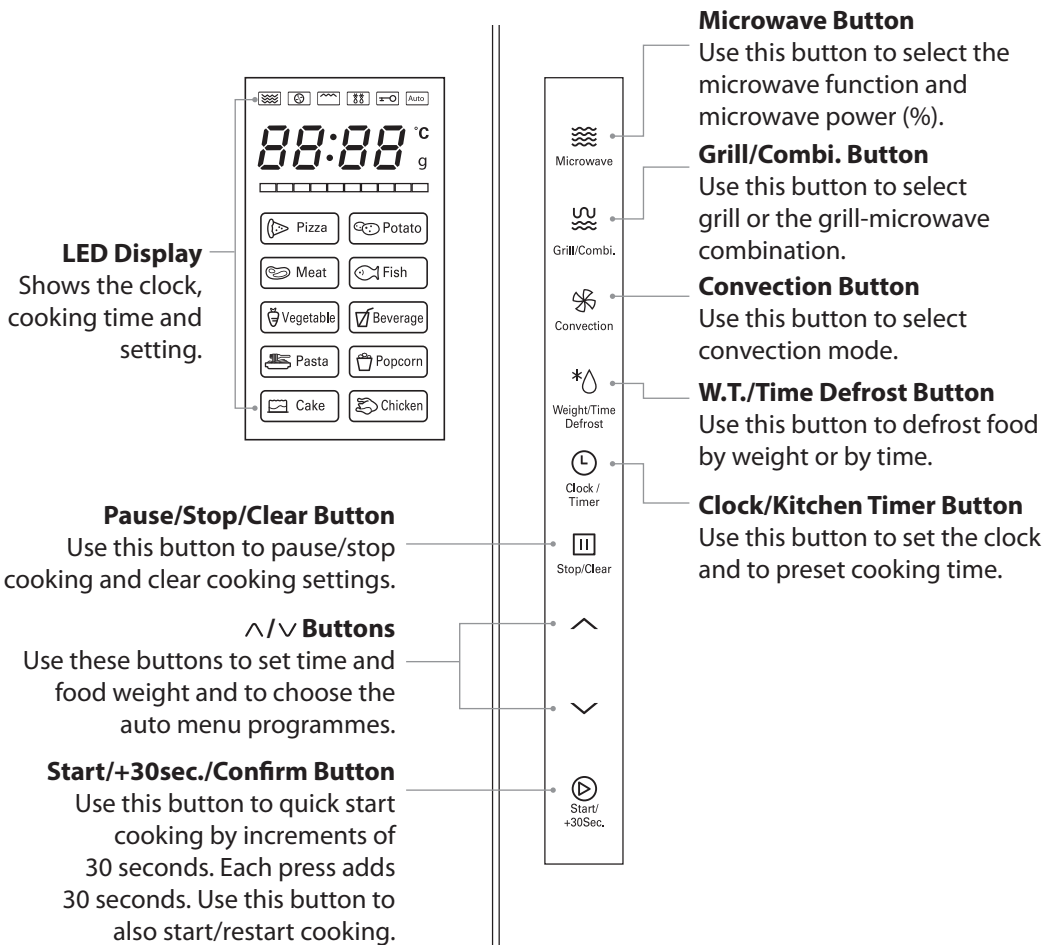 LED Display
Shows the clock,
cooking time and
setting.
Auto
88:88 °C
g
Pizza
Potato
Meat
Fish
Vegetable
Beverage
Pasta
Popcorn
Cake
Chicken
Pause/Stop/Clear Button
Use this button to pause/stop
cooking and clear cooking settings.
∧/∨ Buttons
Use these buttons to set time and
food weight and to choose the
auto menu programmes.
Start/+30sec./Confirm Button
Use this button to quick start
cooking by increments of
30 seconds. Each press adds
30 seconds. Use this button to
also start/restart cooking.
Microwave
Grill/Combi.
Convection
Weight/Time
Defrost
Clock /
Timer
Stop/Clear
Start/
+30Sec.
Microwave Button
Use this button to select the
microwave function and
microwave power (%).
Grill/Combi. Button
Use this button to select
grill or the grill-microwave
combination.
Convection Button
Use this button to select
convection mode.
W.T./Time Defrost Button
Use this button to defrost food
by weight or by time.
Clock/Kitchen Timer Button
Use this button to set the clock
and to preset cooking time.